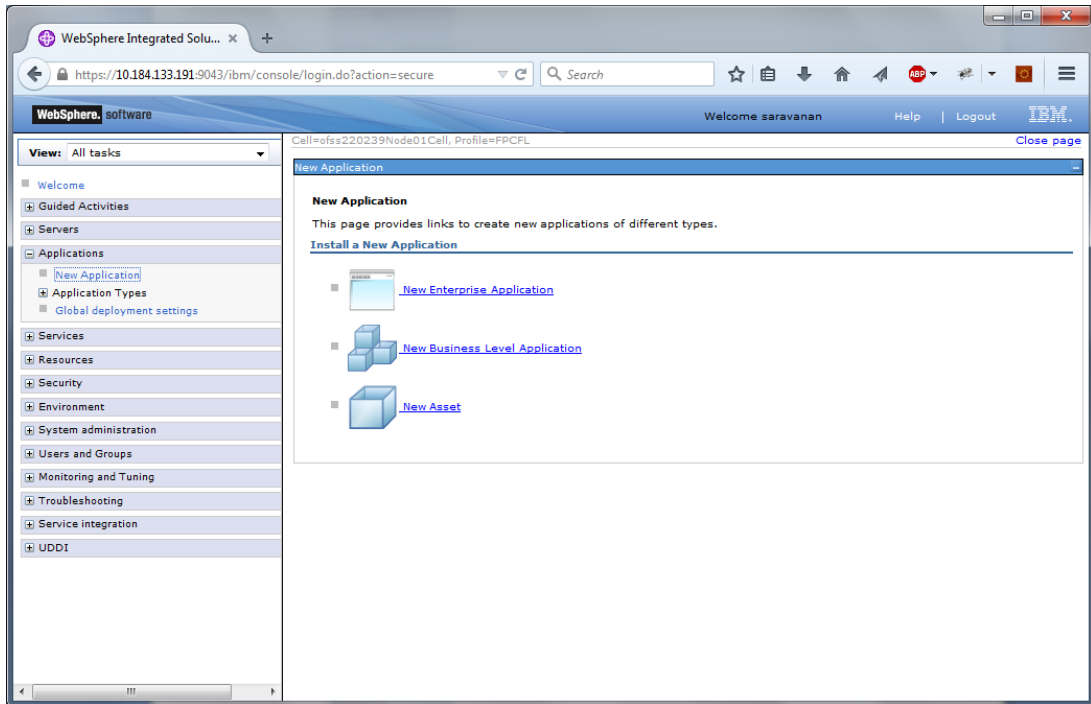 WebSphere Integrated Solu...
https://10.184.133.191:9043/ibm/console/login.do?action=secure
Search
ABP
WebSphere. software
Welcome saravanan
Help | Logout
IBM.
View: All tasks
Cell=ofss220239Node01Cell, Profile=FPCFL
Close page
New Application
Welcome
Guided Activities
Servers
Applications
New Application
Application Types
Global deployment settings
Services
Resources
Security
Environment
System administration
Users and Groups
Monitoring and Tuning
Troubleshooting
Service integration
UDDI
New Application
This page provides links to create new applications of different types.
Install a New Application
New Enterprise Application
New Business Level Application
New Asset